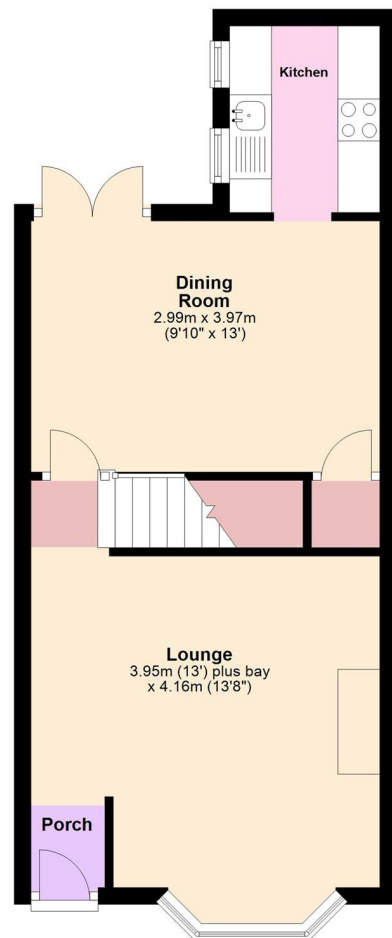 Kitchen
Dining
Room
2.99m x 3.97m
(9'10" x 13')
Lounge
3.95m (13') plus bay
x 4.16m (13'8")
Porch